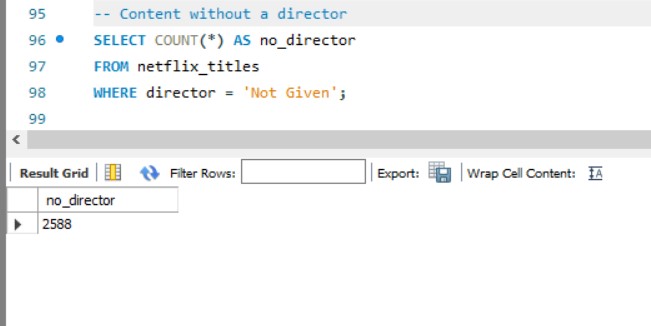 95 -- Content without a director
96 SELECT COUNT(*) AS no_director
97 FROM netflix_titles
98 WHERE director = 'Not Given';
99
Result Grid Filter Rows: Export: Wrap Cell Content: IA
no_director
2588